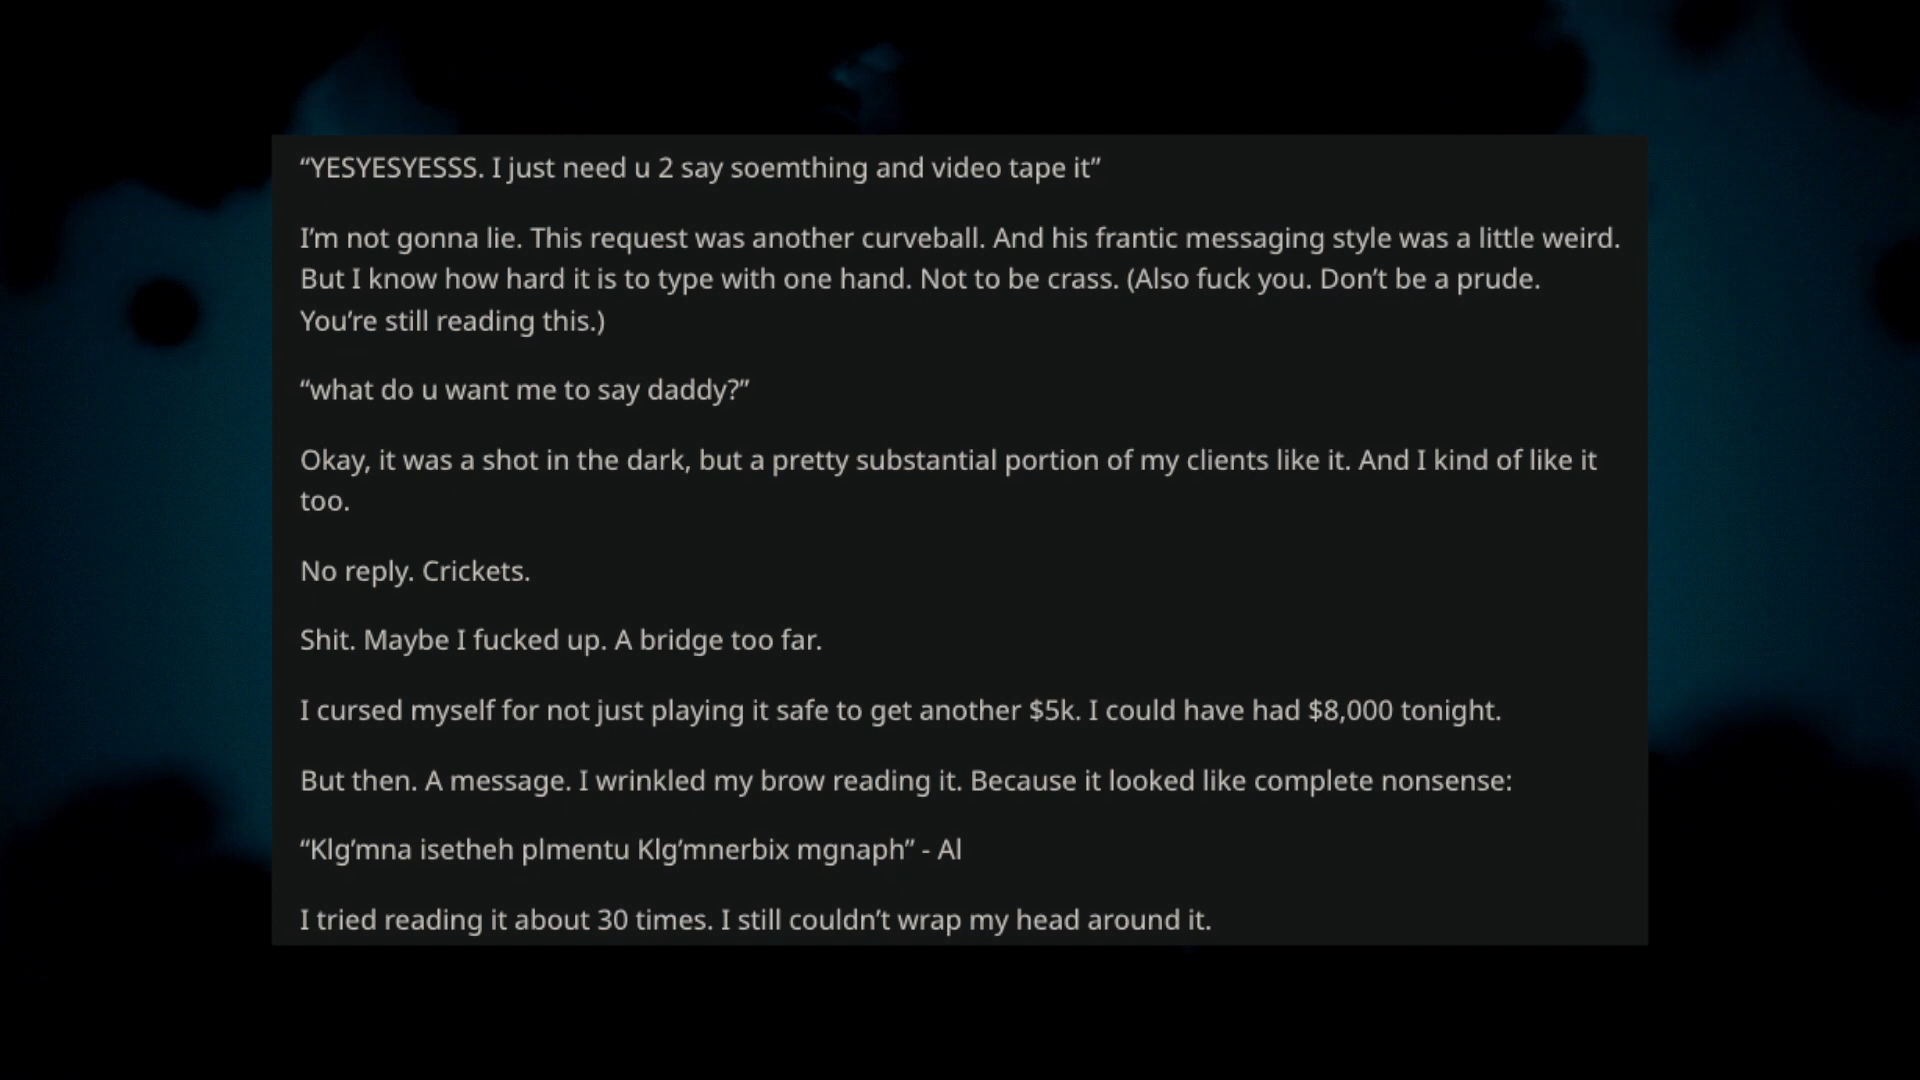 “YESYESYESSS. I just need u 2 say soemthing and video tape it”
I’m not gonna lie. This request was another curveball. And his frantic messaging style was a little weird.
But I know how hard it is to type with one hand. Not to be crass. (Also fuck you. Don’t be a prude.
You’re still reading this.)
“what do u want me to say daddy?”
Okay, it was a shot in the dark, but a pretty substantial portion of my clients like it. And I kind of like it
too.
No reply. Crickets.
Shit. Maybe I fucked up. A bridge too far.
I cursed myself for not just playing it safe to get another $5k. I could have had $8,000 tonight.
But then. A message. I wrinkled my brow reading it. Because it looked like complete nonsense:
“Klg’mna isetheh plmentu Klg’mnerbix mgnaph” - Al
I tried reading it about 30 times. I still couldn’t wrap my head around it.